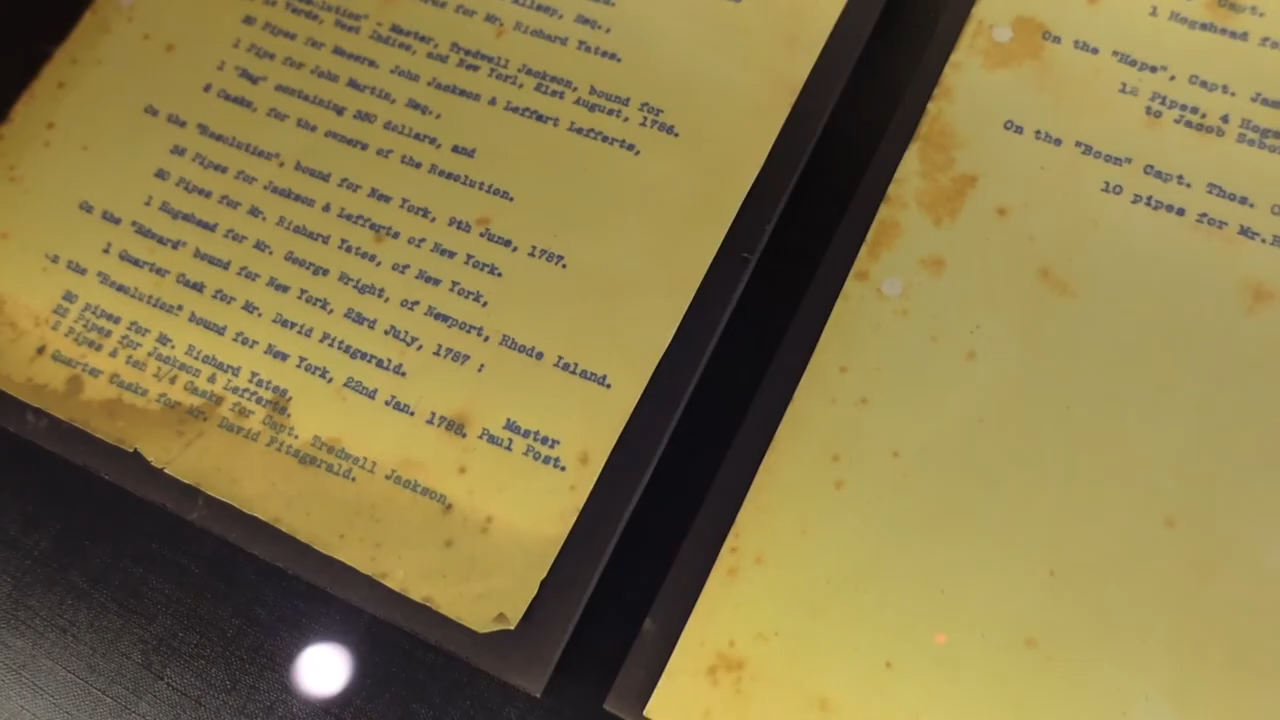 for Mr. Richard Yates.
Resolution" - Master, Tredwell Jackson, bound for
Verde, West Indies, and New York, 21st August, 1786.
20 Pipes for Messrs. John Jackson & Leffert Lefferts,
1 Pipe for John Martin, Esq.,
1 "Bag" containing 350 dollars, and
Casks, for the owners of the Resolution.
On the "Resolution", bound for New York, 9th June, 1787.
35 Pipes for Jackson & Lefferts of New York.
20 Pipes for Mr. Richard Yates, of New York,
1 Hogshead for Mr. George Wright, of Newport, Rhode Island.
On the "Edward" bound for New York, 23rd July, 1787 :
1 Quarter Cask for Mr. David Fitzgerald.
n the "Resolution" bound for New York, 22nd Jan. 1788. Master Paul Post.
20 pipes for Mr. Richard Yates,
Pipes for Jackson & Lefferts.
2 Pipes & ten 1/4 Casks for Capt. Tredwell Jackson,
Quarter Casks for Mr. David Fitzgerald.
Capt.
1 Hogshead fo
On the "Hope", Capt. Jam
12 Pipes, 4 Hogs
to Jacob Sebo
On the "Boon" Capt. Thos. C
10 pipes for Mr.R